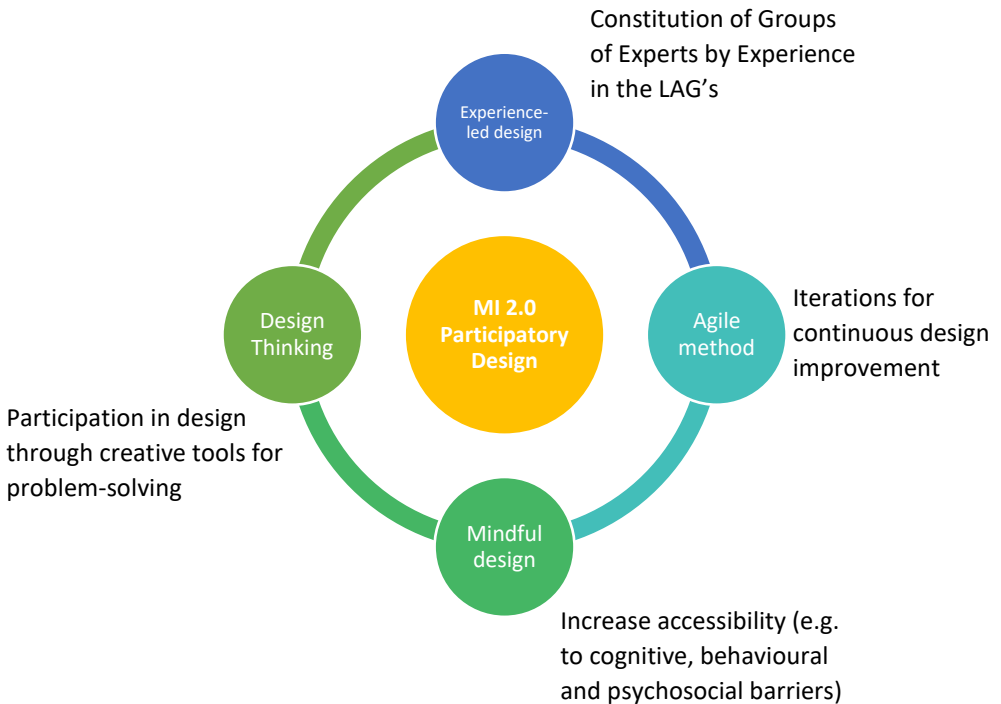 Constitution of Groups
of Experts by Experience
in the LAG’s
Experience-
led design
MI 2.0
Participatory
Design
Agile
method
Iterations for
continuous design
improvement
Design
Thinking
Participation in design
through creative tools for
problem-solving
Mindful
design
Increase accessibility (e.g.
to cognitive, behavioural
and psychosocial barriers)